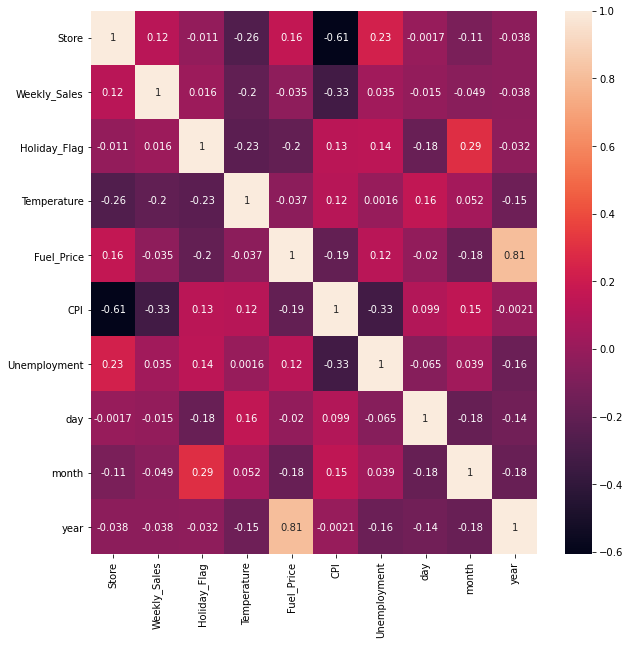 Store 1 0.12 -0.011 -0.26 0.16 -0.61 0.23 -0.0017 -0.11 -0.038
Weekly_Sales 0.12 1 0.016 -0.2 -0.035 -0.33 0.035 -0.015 -0.049 -0.038
Holiday_Flag -0.011 0.016 1 -0.23 -0.2 0.13 0.14 -0.18 0.29 -0.032
Temperature -0.26 -0.2 -0.23 1 -0.037 0.12 0.0016 0.16 0.052 -0.15
Fuel_Price 0.16 -0.035 -0.2 -0.037 1 -0.19 0.12 -0.02 -0.18 0.81
CPI -0.61 -0.33 0.13 0.12 -0.19 1 -0.33 0.099 0.15 -0.0021
Unemployment 0.23 0.035 0.14 0.0016 0.12 -0.33 1 -0.065 0.039 -0.16
day -0.0017 -0.015 -0.18 0.16 -0.02 0.099 -0.065 1 -0.18 -0.14
month -0.11 -0.049 0.29 0.052 -0.18 0.15 0.039 -0.18 1 -0.18
year -0.038 -0.038 -0.032 -0.15 0.81 -0.0021 -0.16 -0.14 -0.18 1
Store Weekly_Sales Holiday_Flag Temperature Fuel_Price CPI Unemployment day month year
1.0
0.8
0.6
0.4
0.2
0.0
−0.2
−0.4
−0.6